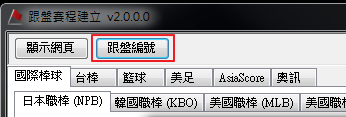 跟盤賽程建立 v2.0.0.0
顯示網頁 跟盤編號
國際棒球 台棒 籃球 美足 AsiaScore 奧訊
日本職棒 (NPB) 韓國職棒 (KBO) 美國職棒 (MLB) 美國職棒